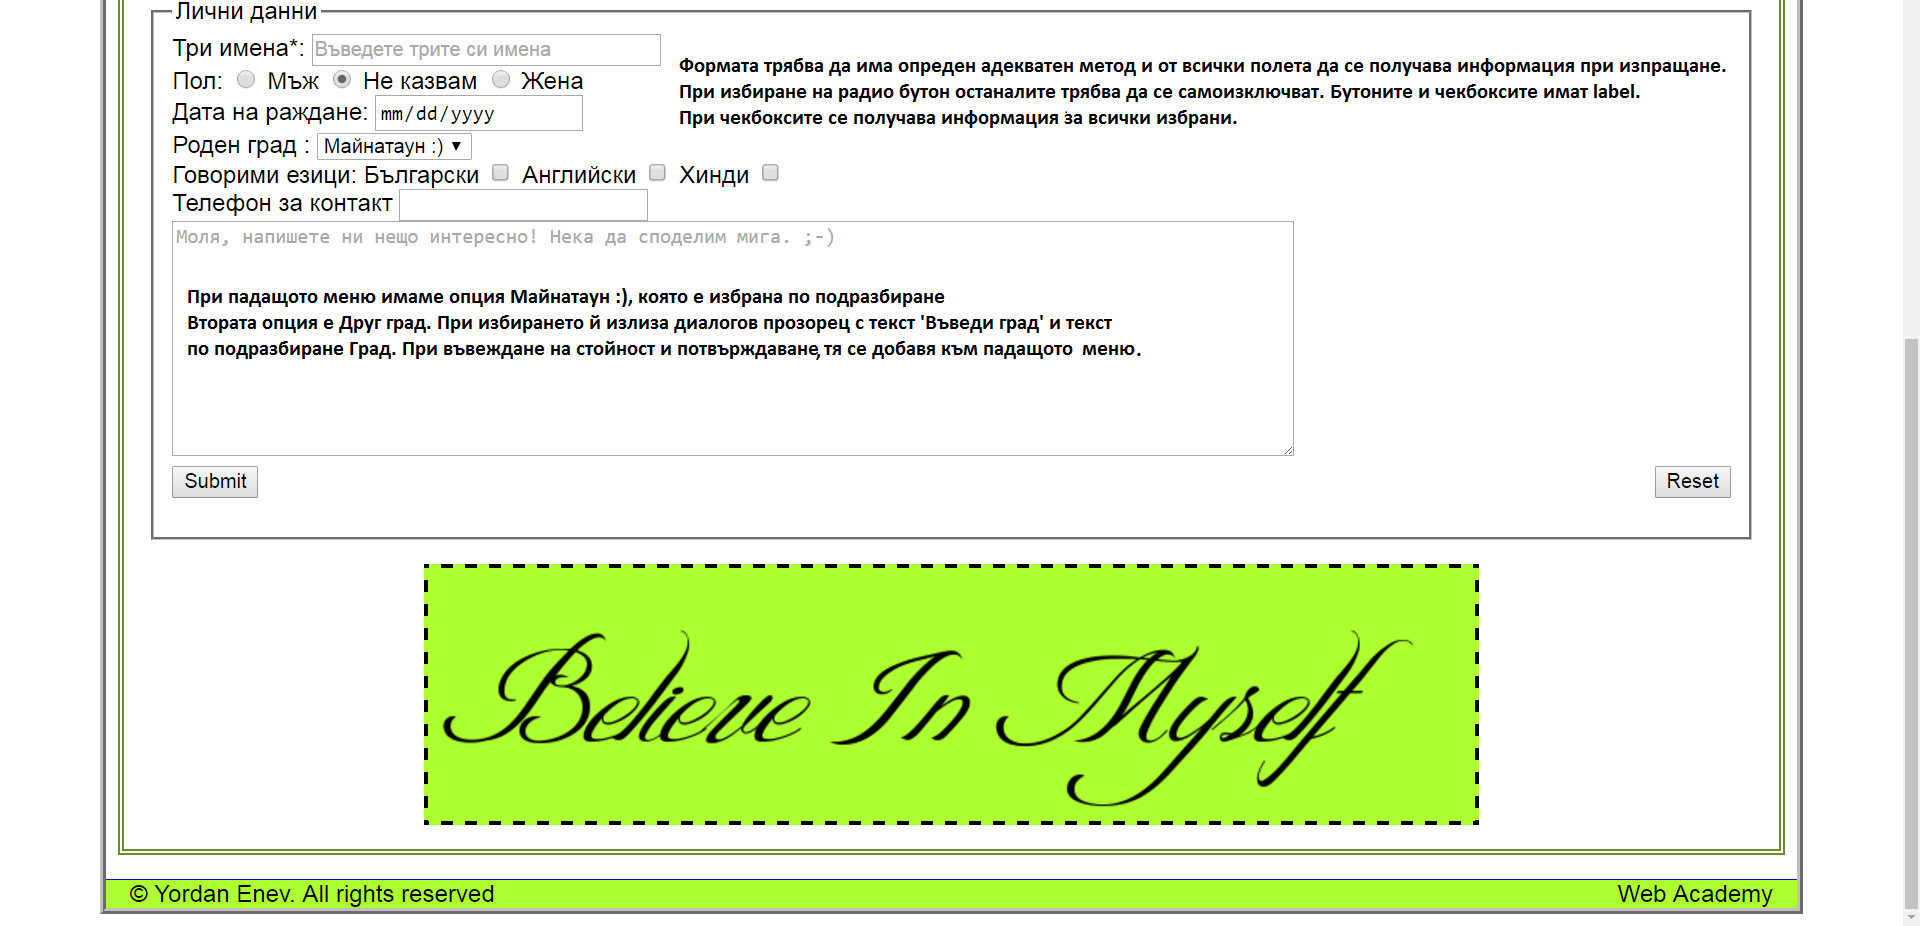 Лични данни
Три имена*: Въведете трите си имена
Пол: Мъж Не казвам Жена
Дата на раждане: mm/dd/yyyy
Роден град : Майнатаун :)
Говорими езици: Български Английски Хинди
Телефон за контакт
Формата трябва да има опреден адекватен метод и от всички полета да се получава информация при изпращане.
При избиране на радио бутон останалите трябва да се самоизключват. Бутоните и чекбоксите имат label.
При чекбоксите се получава информация за всички избрани.
Моля, напишете ни нещо интересно! Нека да споделим мига. ;-)
При падащото меню имаме опция Майнатаун :), която е избрана по подразбиране
Втората опция е Друг град. При избирането й излиза диалогов прозорец с текст 'Въведи град' и текст
по подразбиране Град. При въвеждане на стойност и потвърждаване, тя се добавя към падащото меню.
Submit Reset
Believe In Myself
© Yordan Enev. All rights reserved Web Academy